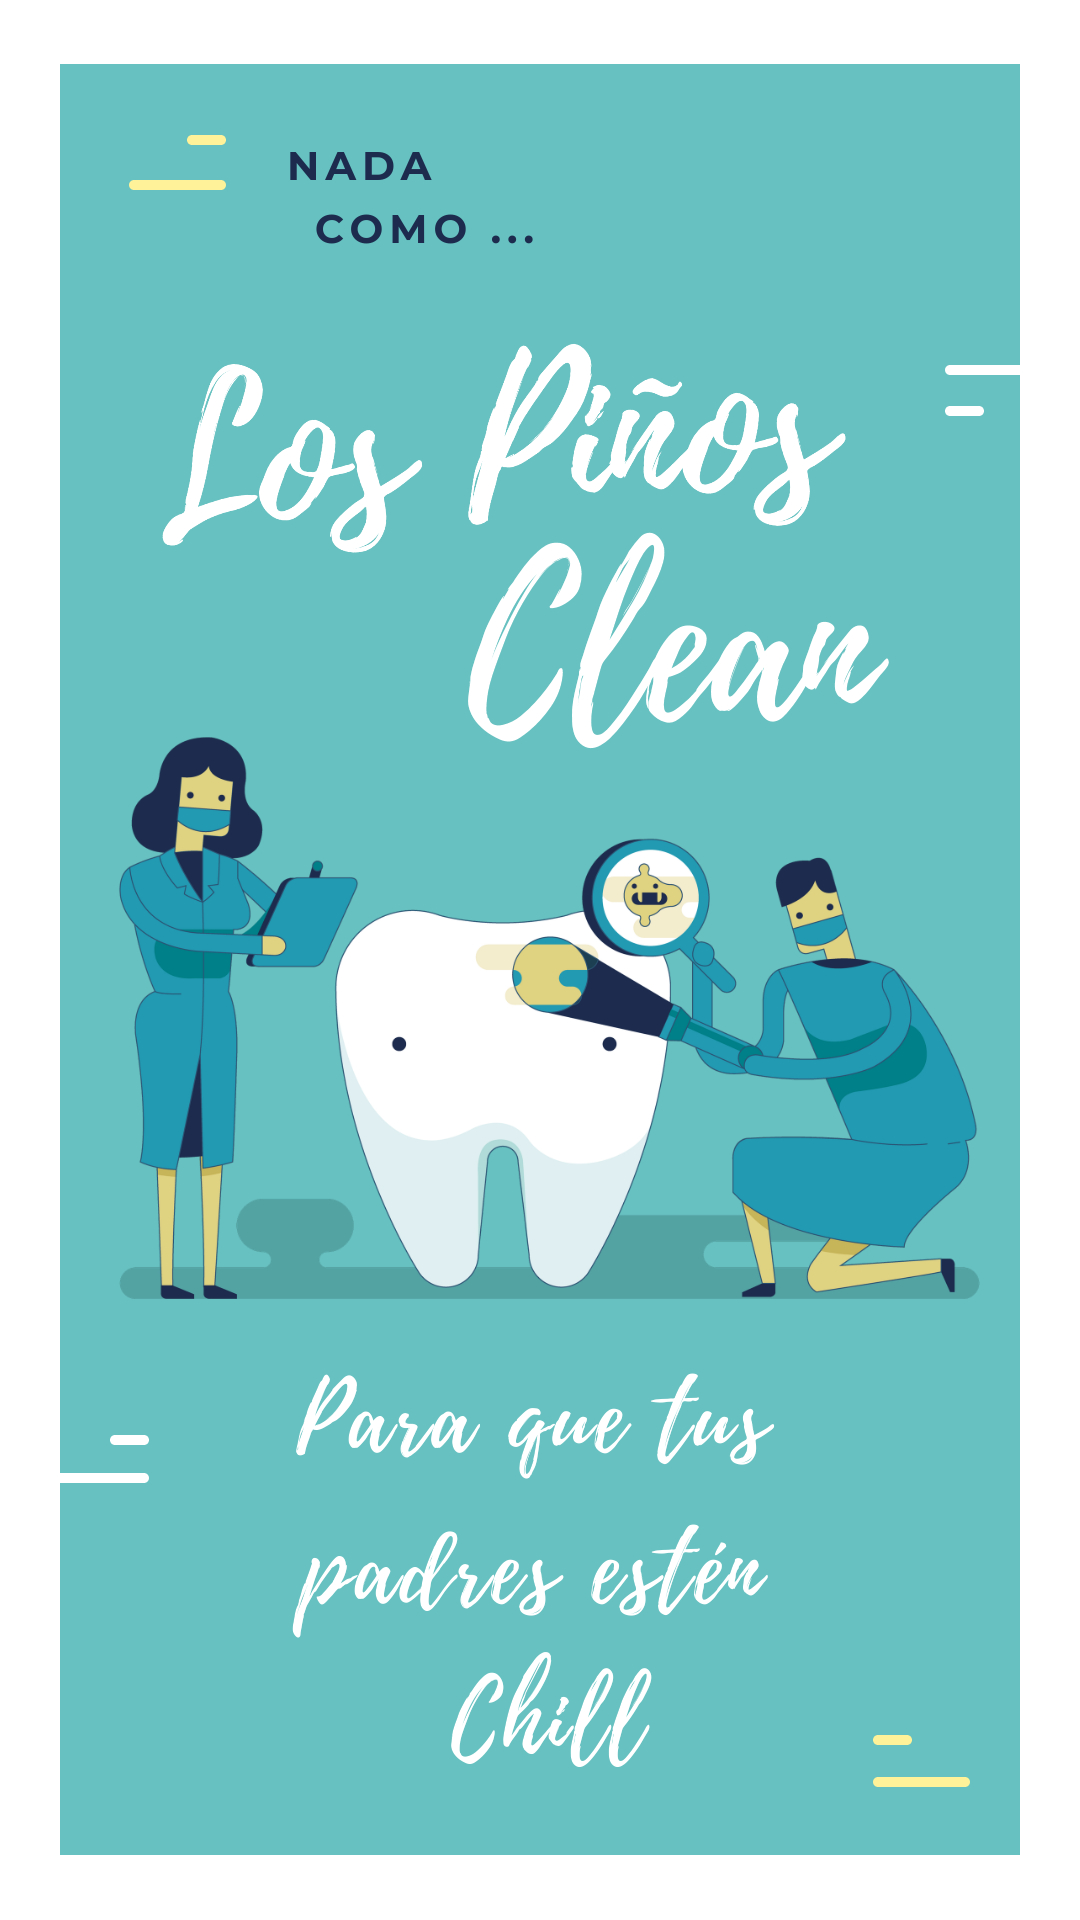 NADA
COMO ...
Los Piños
Clean
Para que tus
padres estén
Chill